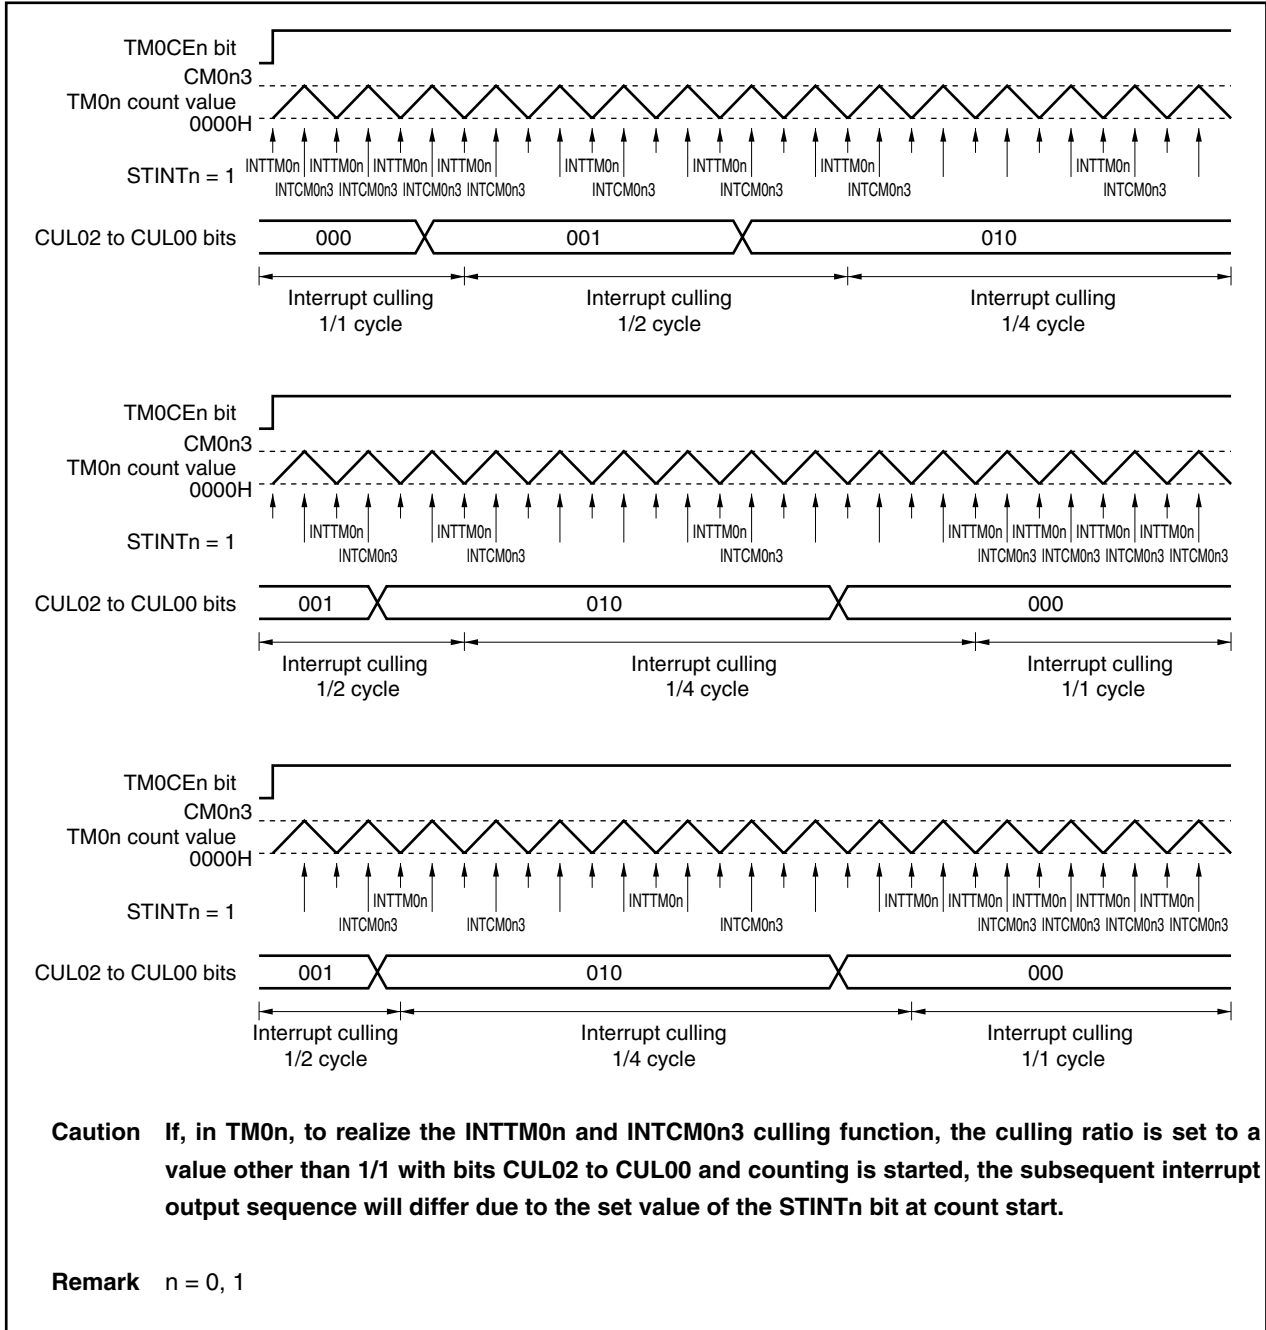 TM0CEn bit
CM0n3
TM0n count value
0000H
STINTn = 1
INTTM0n INTTM0n INTTM0n INTTM0n INTTM0n INTTM0n INTTM0n INTTM0n
INTCM0n3 INTCM0n3 INTCM0n3 INTCM0n3 INTCM0n3 INTCM0n3 INTCM0n3 INTCM0n3
CUL02 to CUL00 bits 000 001 010
Interrupt culling Interrupt culling Interrupt culling
1/1 cycle 1/2 cycle 1/4 cycle
TM0CEn bit
CM0n3
TM0n count value
0000H
INTTM0n INTTM0n INTTM0n INTTM0n INTTM0n INTTM0n INTTM0n
STINTn = 1
INTCM0n3 INTCM0n3 INTCM0n3 INTCM0n3 INTCM0n3 INTCM0n3 INTCM0n3
CUL02 to CUL00 bits 001 010 000
Interrupt culling Interrupt culling Interrupt culling
1/2 cycle 1/4 cycle 1/1 cycle
TM0CEn bit
CM0n3
TM0n count value
0000H
INTTM0n INTTM0n INTTM0n INTTM0n INTTM0n INTTM0n INTTM0n
STINTn = 1
INTCM0n3 INTCM0n3 INTCM0n3 INTCM0n3 INTCM0n3 INTCM0n3 INTCM0n3
CUL02 to CUL00 bits 001 010 000
Interrupt culling Interrupt culling Interrupt culling
1/2 cycle 1/4 cycle 1/1 cycle
Caution If, in TM0n, to realize the INTTM0n and INTCM0n3 culling function, the culling ratio is set to a
value other than 1/1 with bits CUL02 to CUL00 and counting is started, the subsequent interrupt
output sequence will differ due to the set value of the STINTn bit at count start.
Remark n = 0, 1